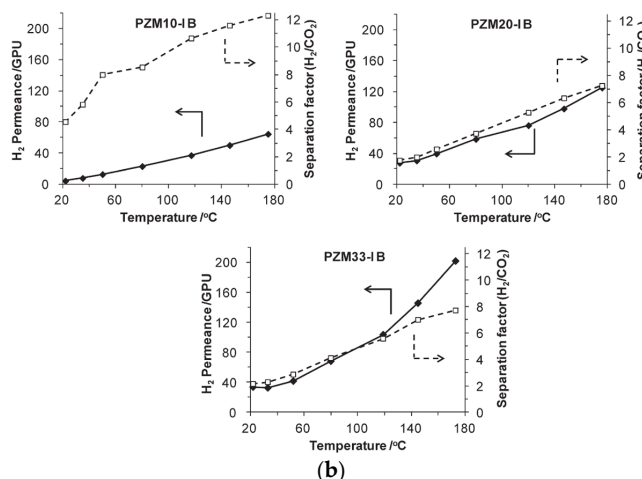 PZM10-IB
H₂ Permeance/GPU
200
160
120
80
40
0
12
10
8
6
4
2
0
Separation factor (H₂/CO₂)
20 60 100 140 180
Temperature /°C
PZM20-IB
H₂ Permeance/GPU
200
160
120
80
40
0
12
10
8
6
4
2
0
Separation factor (H₂/CO₂)
20 60 100 140 180
Temperature /°C
PZM33-IB
H₂ Permeance/GPU
200
160
120
80
40
0
12
10
8
6
4
2
0
Separation factor (H₂/CO₂)
20 60 100 140 180
Temperature /°C
(b)